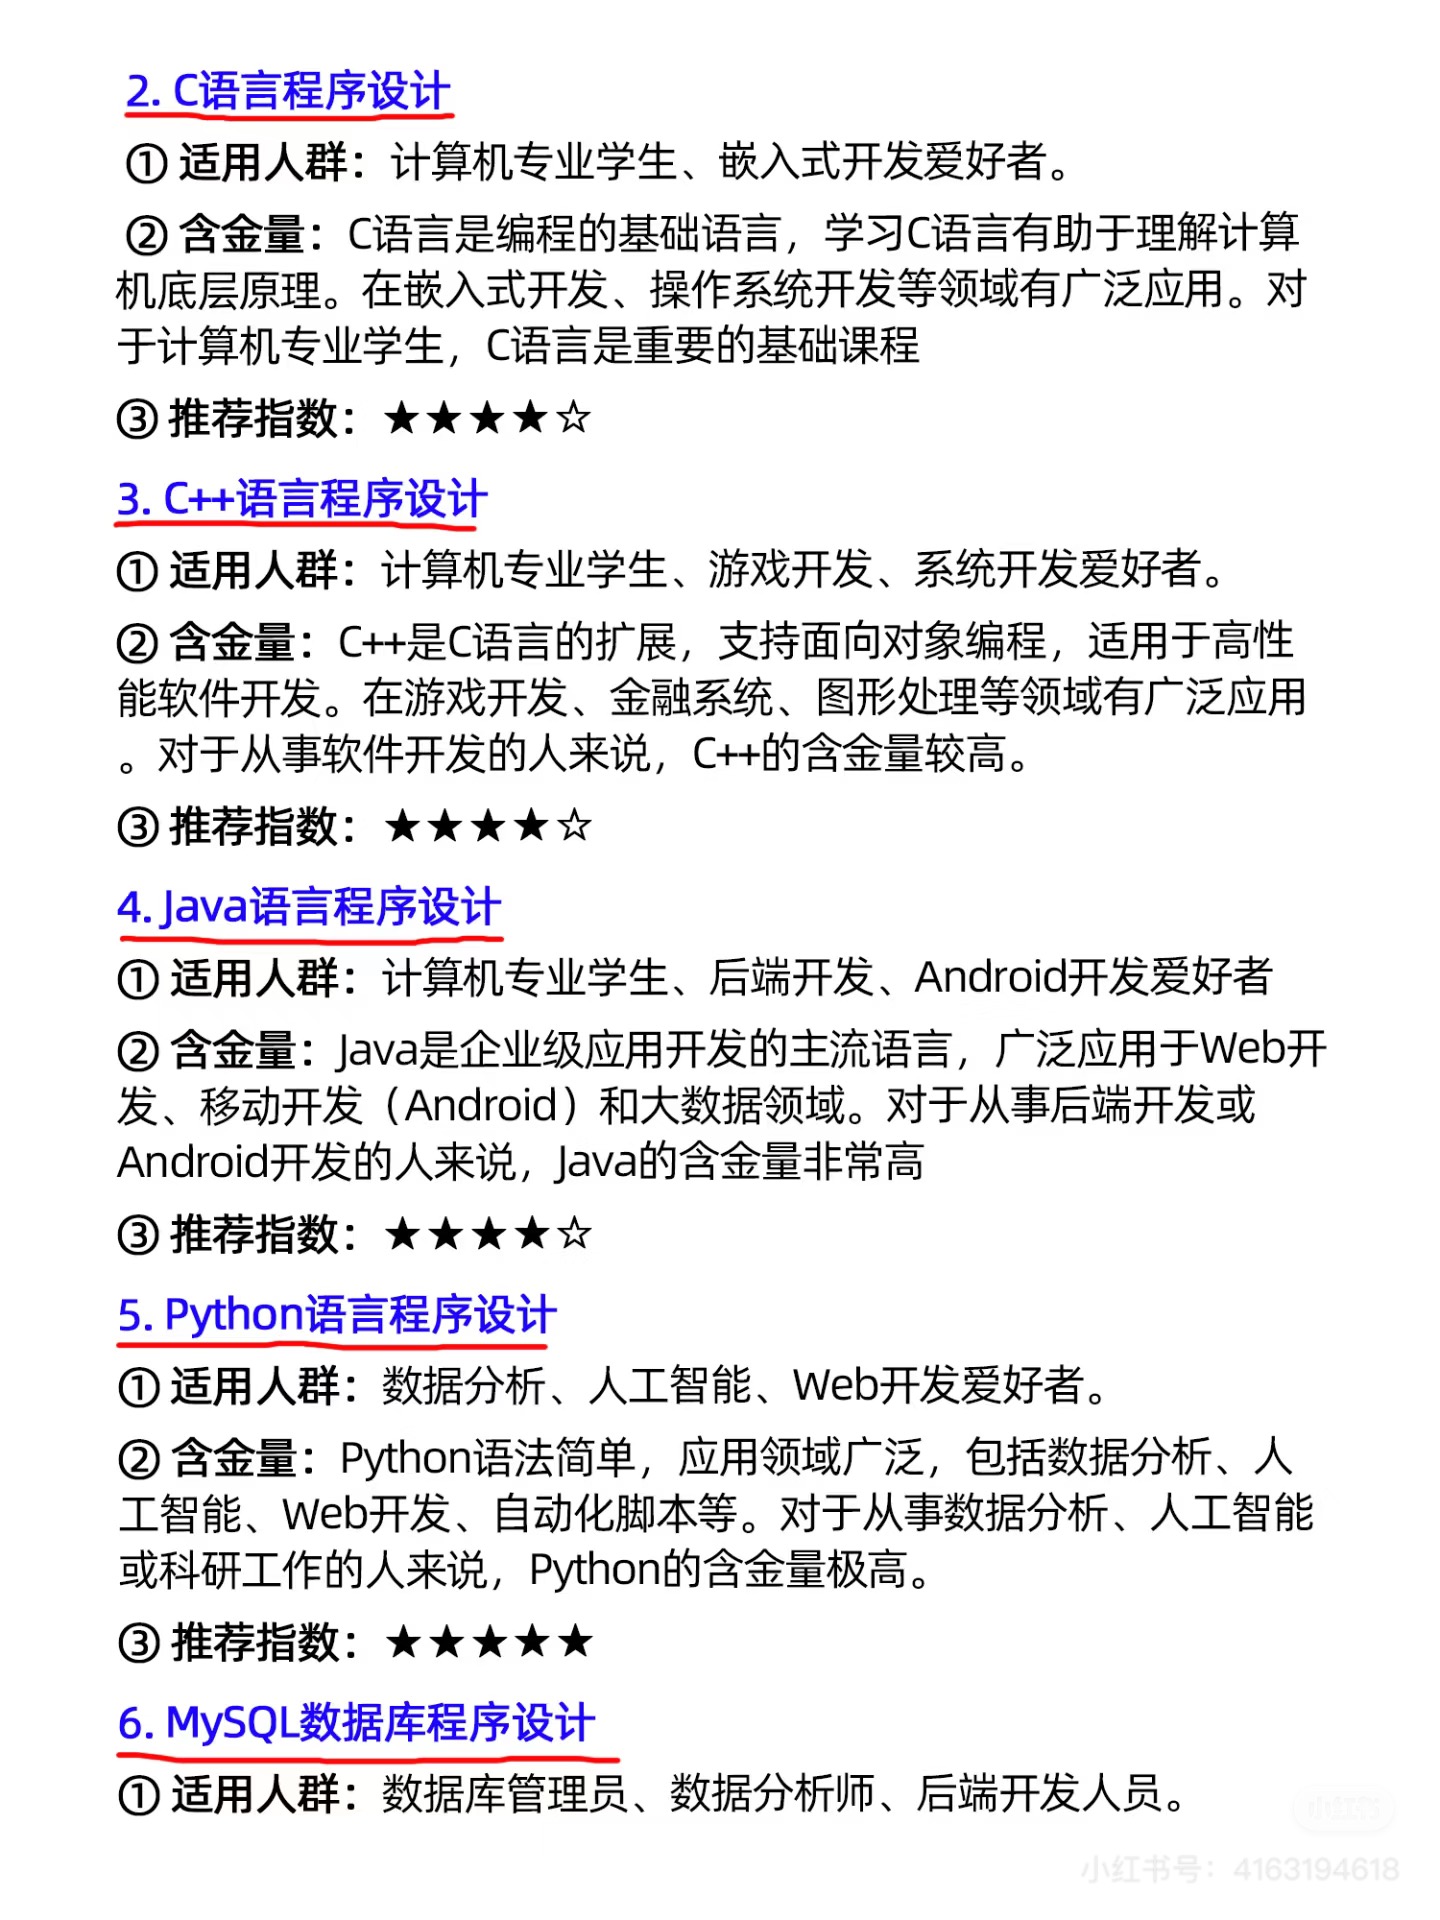 2. C语言程序设计
① 适用人群：计算机专业学生、嵌入式开发爱好者。
② 含金量：C语言是编程的基础语言，学习C语言有助于理解计算
机底层原理。在嵌入式开发、操作系统开发等领域有广泛应用。对
于计算机专业学生，C语言是重要的基础课程
③ 推荐指数：★★★★☆
3. C++语言程序设计
① 适用人群：计算机专业学生、游戏开发、系统开发爱好者。
② 含金量：C++是C语言的扩展，支持面向对象编程，适用于高性
能软件开发。在游戏开发、金融系统、图形处理等领域有广泛应用
。对于从事软件开发的人来说，C++的含金量较高。
③ 推荐指数：★★★★☆
4. Java语言程序设计
① 适用人群：计算机专业学生、后端开发、Android开发爱好者
② 含金量：Java是企业级应用开发的主流语言，广泛应用于Web开
发、移动开发（Android）和大数据领域。对于从事后端开发或
Android开发的人来说，Java的含金量非常高
③ 推荐指数：★★★★☆
5. Python语言程序设计
① 适用人群：数据分析、人工智能、Web开发爱好者。
② 含金量：Python语法简单，应用领域广泛，包括数据分析、人
工智能、Web开发、自动化脚本等。对于从事数据分析、人工智能
或科研工作的人来说，Python的含金量极高。
③ 推荐指数：★★★★★
6. MySQL数据库程序设计
① 适用人群：数据库管理员、数据分析师、后端开发人员。
小红书
小红书号：4163194618